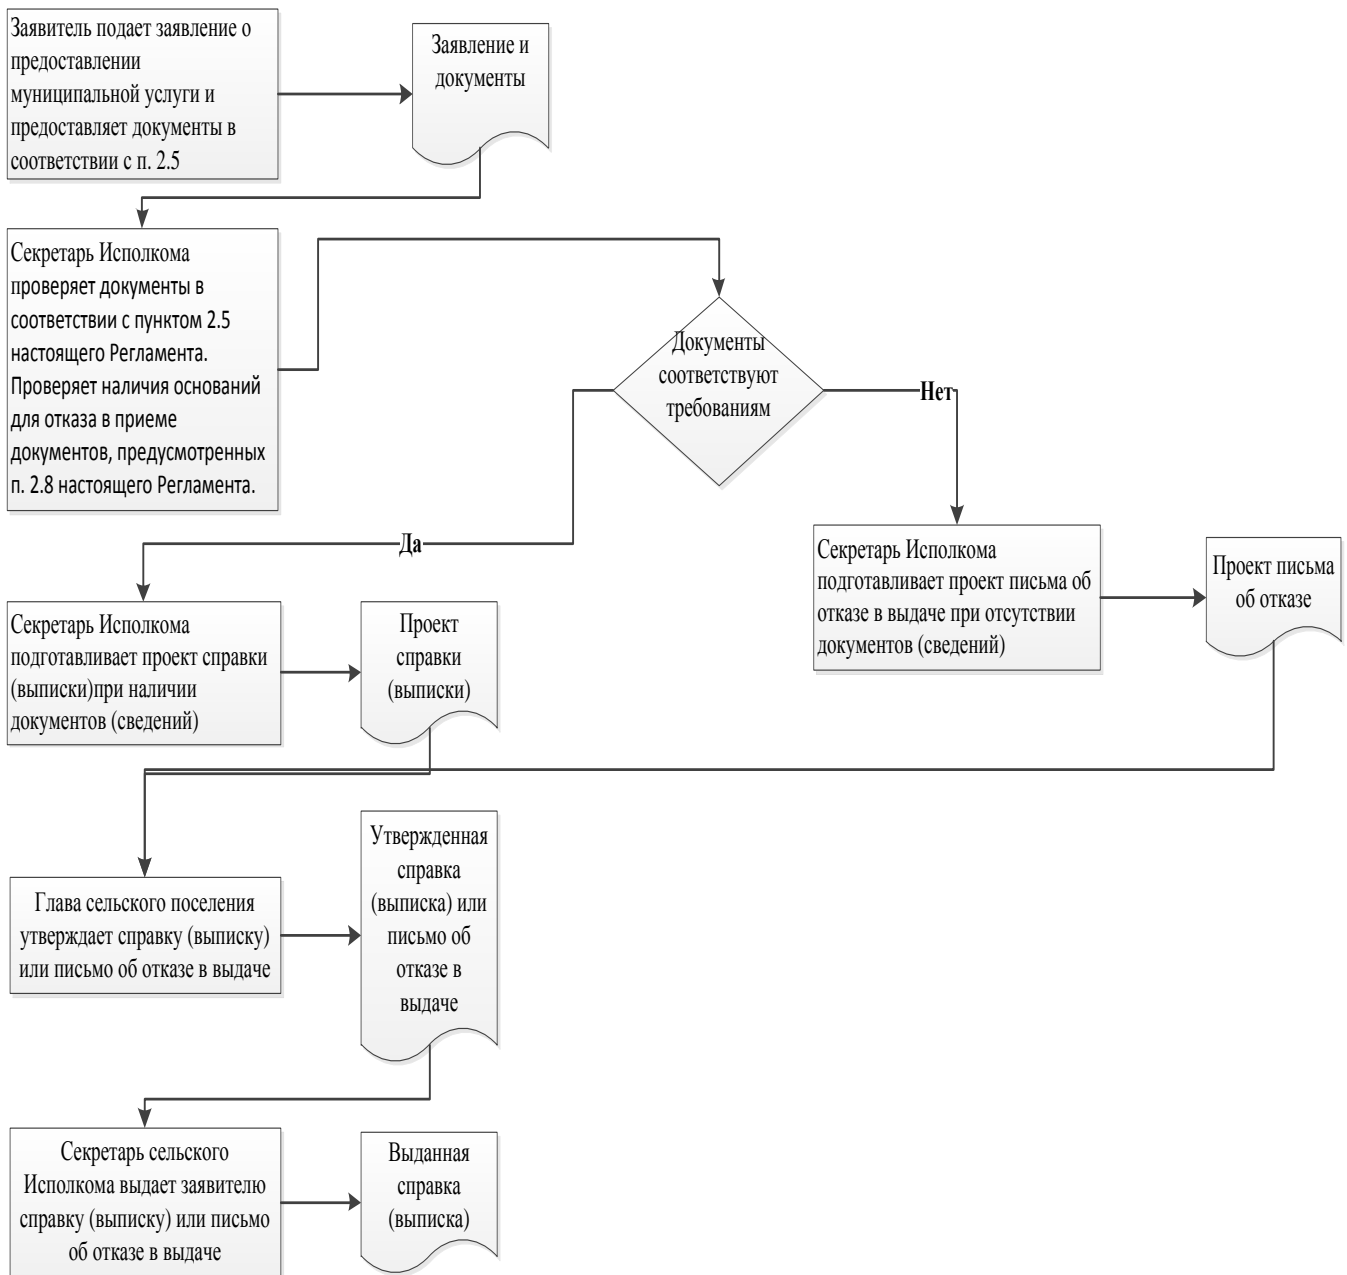 Заявитель подает заявление о
предоставлении
муниципальной услуги и
предоставляет документы в
соответствии с п. 2.5
Заявление и
документы
Секретарь Исполкома
проверяет документы в
соответствии с пунктом 2.5
настоящего Регламента.
Проверяет наличия оснований
для отказа в приеме
документов, предусмотренных
п. 2.8 настоящего Регламента.
Документы
соответствуют
требованиям
Нет
Да
Секретарь Исполкома
подготавливает проект письма об
отказе в выдаче при отсутствии
документов (сведений)
Проект письма
об отказе
Секретарь Исполкома
подготавливает проект справки
(выписки)при наличии
документов (сведений)
Проект
справки
(выписки)
Глава сельского поселения
утверждает справку (выписку)
или письмо об отказе в выдаче
Утвержденная
справка
(выписка) или
письмо об
отказе в
выдаче
Секретарь сельского
Исполкома выдает заявителю
справку (выписку) или письмо
об отказе в выдаче
Выданная
справка
(выписка)